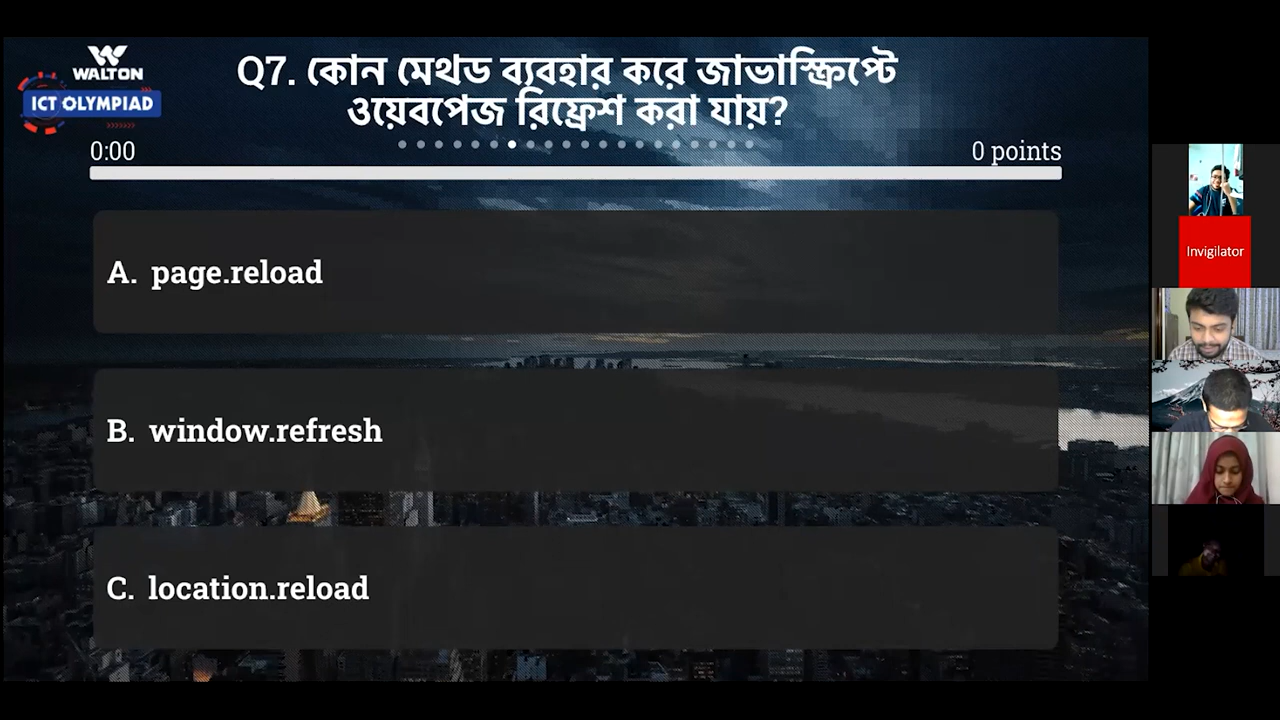 WALTON
ICT OLYMPIAD
Q7. কোন মেথড ব্যবহার করে জাভাস্ক্রিপ্টে
ওয়েবপেজ রিফ্রেশ করা যায়?
0:00
0 points
A. page.reload
B. window.refresh
C. location.reload
Invigilator